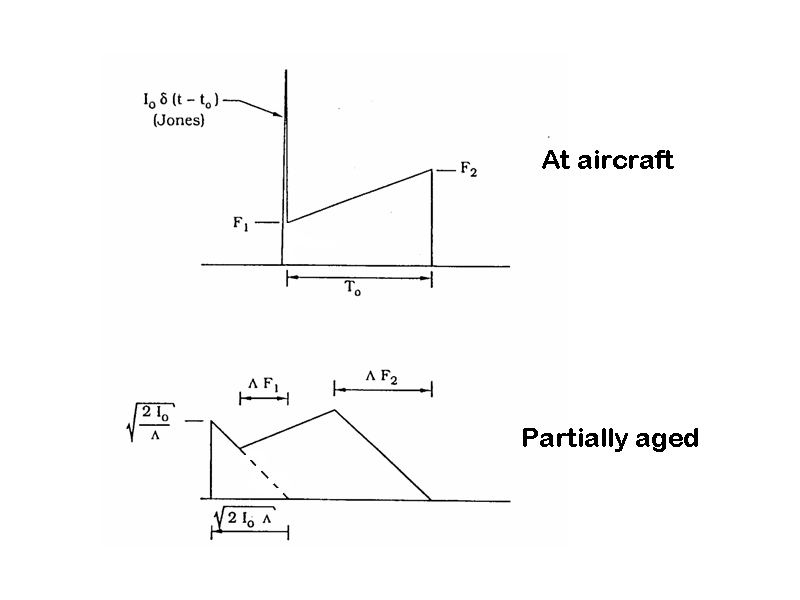 I₀ δ (t – t₀)
(Jones)
At aircraft
F₂
F₁
T₀
Λ F₁
Λ F₂
√(2 I₀ / Λ)
Partially aged
√(2 I₀ Λ)